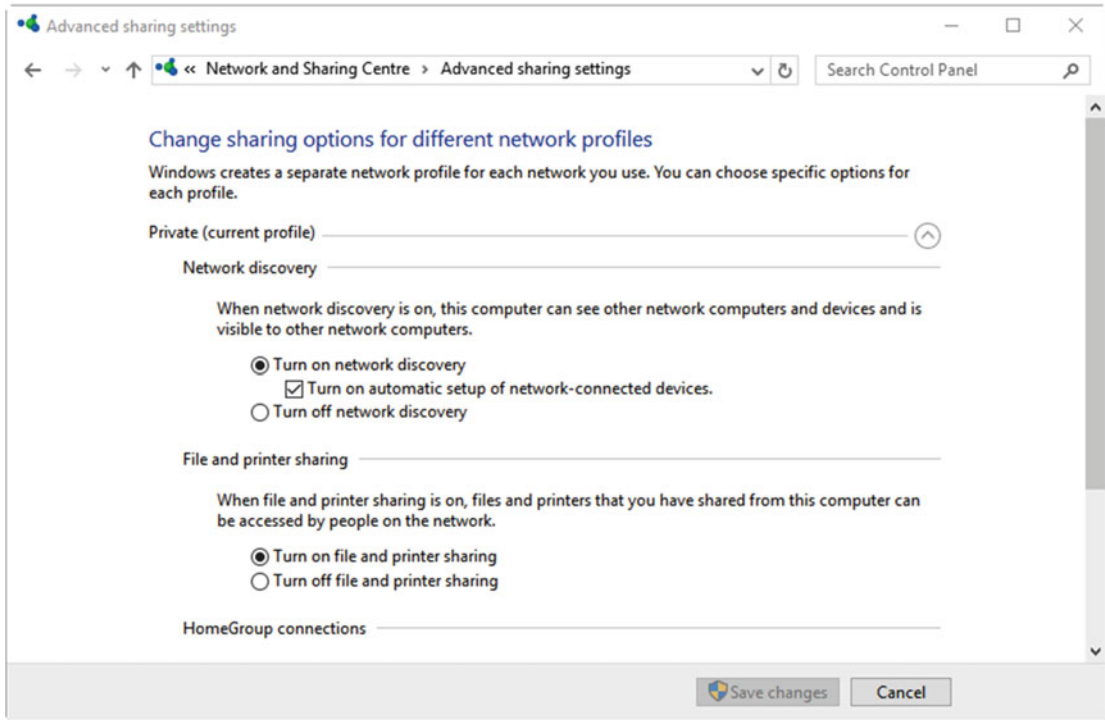 Advanced sharing settings
« Network and Sharing Centre › Advanced sharing settings
Search Control Panel
Change sharing options for different network profiles
Windows creates a separate network profile for each network you use. You can choose specific options for
each profile.
Private (current profile)
Network discovery
When network discovery is on, this computer can see other network computers and devices and is
visible to other network computers.
Turn on network discovery
Turn on automatic setup of network-connected devices.
Turn off network discovery
File and printer sharing
When file and printer sharing is on, files and printers that you have shared from this computer can
be accessed by people on the network.
Turn on file and printer sharing
Turn off file and printer sharing
HomeGroup connections
Save changes
Cancel